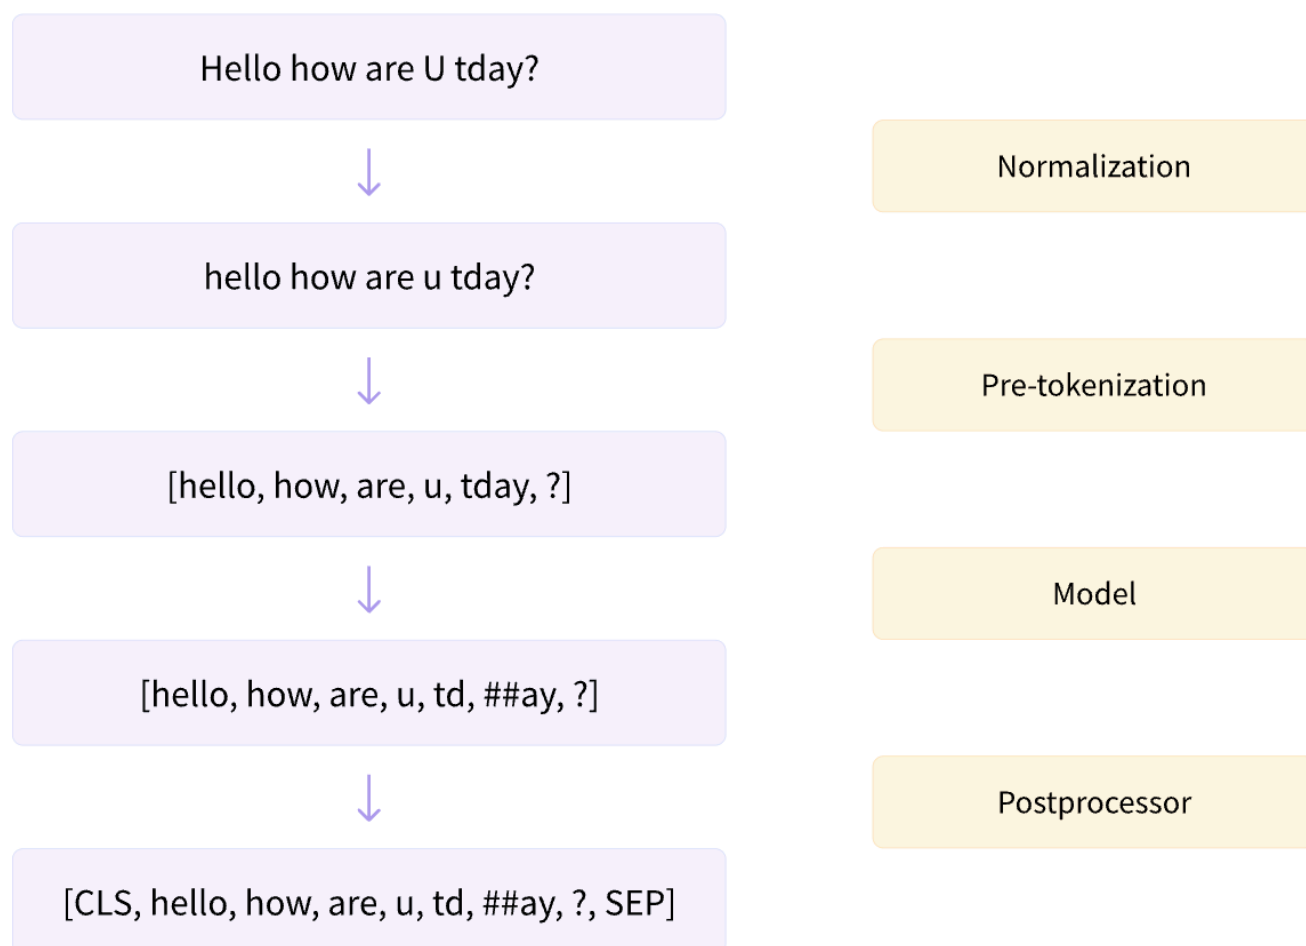 Hello how are U tday?
Normalization
hello how are u tday?
Pre-tokenization
[hello, how, are, u, tday, ?]
Model
[hello, how, are, u, td, ##ay, ?]
Postprocessor
[CLS, hello, how, are, u, td, ##ay, ?, SEP]